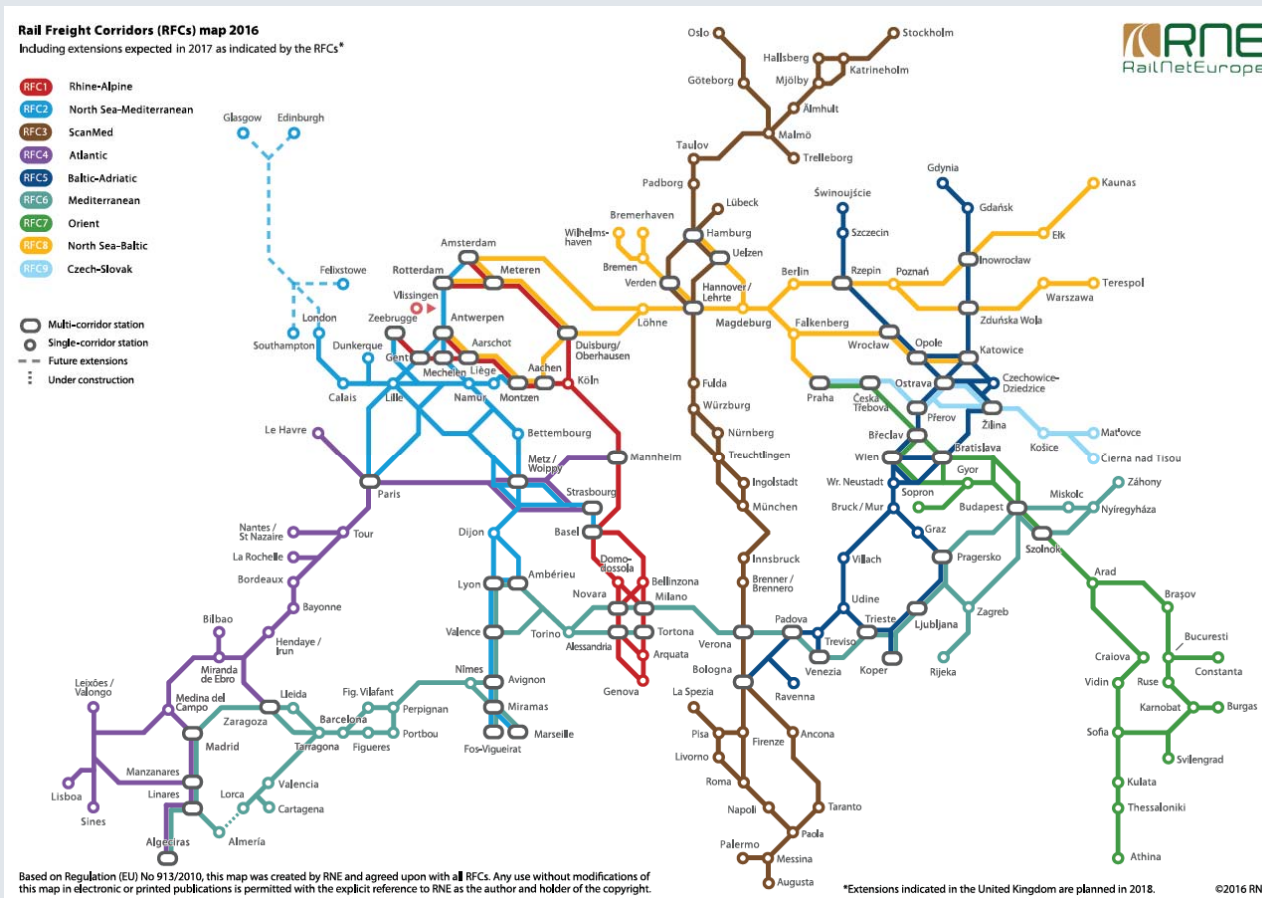 Rail Freight Corridors (RFCs) map 2016
Including extensions expected in 2017 as indicated by the RFCs*
RNE
RailNetEurope
RFC1 Rhine-Alpine
RFC2 North Sea-Mediterranean
RFC3 ScanMed
RFC4 Atlantic
RFC5 Baltic-Adriatic
RFC6 Mediterranean
RFC7 Orient
RFC8 North Sea-Baltic
RFC9 Czech-Slovak
Multi-corridor station
Single-corridor station
Future extensions
Under construction
Oslo
Stockholm
Hallsberg
Katrineholm
Göteborg
Mjölby
Älmhult
Malmö
Trelleborg
Taulov
Padborg
Lübeck
Hamburg
Uelzen
Glasgow
Edinburgh
Felixstowe
London
Southampton
Dunkerque
Calais
Lille
Amsterdam
Rotterdam
Meteren
Vlissingen
Zeebrugge
Antwerpen
Gent
Mechelen
Aarschot
Liège
Aachen
Namur
Montzen
Köln
Duisburg/
Oberhausen
Löhne
Bremerhaven
Wilhelms-
haven
Bremen
Verden
Hannover/
Lehrte
Magdeburg
Berlin
Falkenberg
Świnoujście
Szczecin
Rzepin
Poznań
Gdynia
Gdańsk
Inowrocław
Kaunas
Ełk
Terespol
Warszawa
Zduńska Wola
Wrocław
Opole
Katowice
Ostrava
Czechowice-
Dziedzice
Praha
Česká
Třebova
Přerov
Žilina
Břeclav
Bratislava
Košice
Maťovce
Čierna nad Tisou
Wien
Gyor
Wr. Neustadt
Sopron
Budapest
Miskolc
Záhony
Nyíregyháza
Szolnok
Bruck / Mur
Graz
Villach
Pragersko
Zagreb
Rijeka
Ljubljana
Udine
Trieste
Koper
Treviso
Venezia
Padova
Ravenna
Arad
Braşov
Bucuresti
Constanta
Craiova
Ruse
Vidin
Karnobat
Burgas
Sofia
Svilengrad
Kulata
Thessaloniki
Athina
Fulda
Würzburg
Nürnberg
Treuchtlingen
Ingolstadt
München
Innsbruck
Brenner /
Brennero
Verona
Bologna
La Spezia
Pisa
Livorno
Firenze
Ancona
Roma
Napoli
Taranto
Paola
Palermo
Messina
Augusta
Le Havre
Paris
Bettembourg
Metz /
Woippy
Strasbourg
Mannheim
Basel
Dijon
Lyon
Ambérieu
Domo-
dossola
Bellinzona
Novara
Milano
Valence
Torino
Alessandria
Tortona
Arquata
Genova
Nantes /
St Nazaire
Tour
La Rochelle
Bordeaux
Bayonne
Hendaye /
Irun
Bilbao
Miranda
de Ebro
Leixões /
Valongo
Medina del
Campo
Zaragoza
Lleida
Fig. Vilafant
Perpignan
Nîmes
Avignon
Miramas
Marseille
Fos-Vigueirat
Barcelona
Figueres
Portbou
Tarragona
Madrid
Manzanares
Linares
Lorca
Valencia
Cartagena
Almería
Algeciras
Lisboa
Sines
Based on Regulation (EU) No 913/2010, this map was created by RNE and agreed upon with all RFCs. Any use without modifications of
this map in electronic or printed publications is permitted with the explicit reference to RNE as the author and holder of the copyright.
*Extensions indicated in the United Kingdom are planned in 2018.
©2016 RN